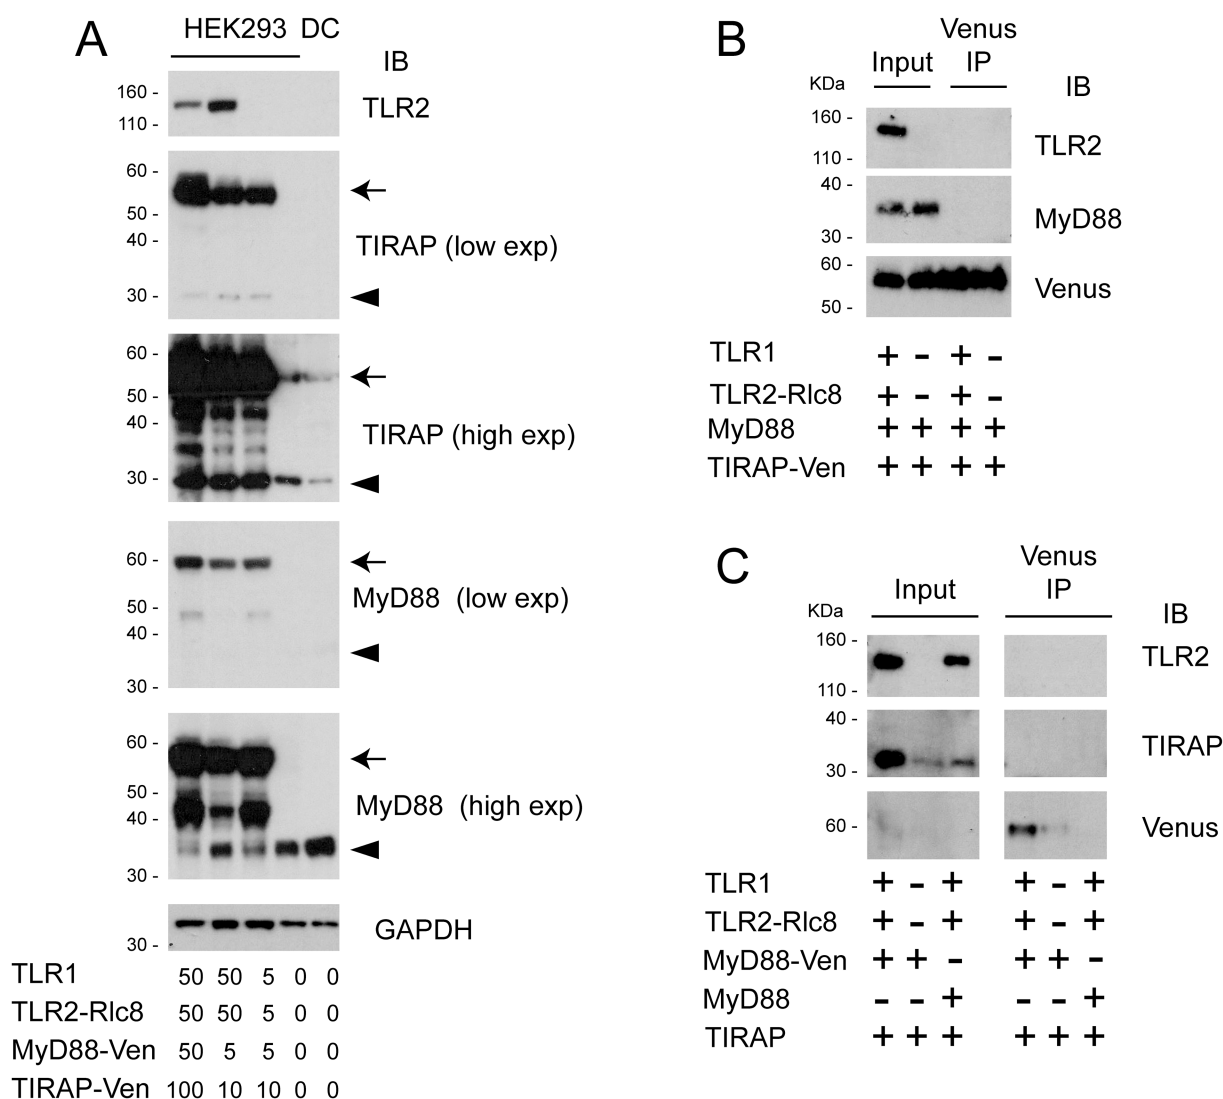 A
HEK293 DC
IB
160 -
110 -
TLR2
60 -
50 -
40 -
30 -
TIRAP (low exp)
60 -
50 -
40 -
30 -
TIRAP (high exp)
60 -
50 -
40 -
30 -
MyD88 (low exp)
60 -
50 -
40 -
30 -
MyD88 (high exp)
30 -
GAPDH
TLR1 50 50 5 0 0
TLR2-Rlc8 50 50 5 0 0
MyD88-Ven 50 5 5 0 0
TIRAP-Ven 100 10 10 0 0
B
Venus
Input IP
KDa
IB
160 -
110 -
TLR2
40 -
30 -
MyD88
60 -
50 -
Venus
TLR1 + - + -
TLR2-Rlc8 + - + -
MyD88 + + + +
TIRAP-Ven + + + +
C
Venus
Input IP
KDa
IB
160 -
110 -
TLR2
40 -
30 -
TIRAP
60 -
Venus
TLR1 + - + + - +
TLR2-Rlc8 + - + + - +
MyD88-Ven + + - + + -
MyD88 - - + - - +
TIRAP + + + + + +